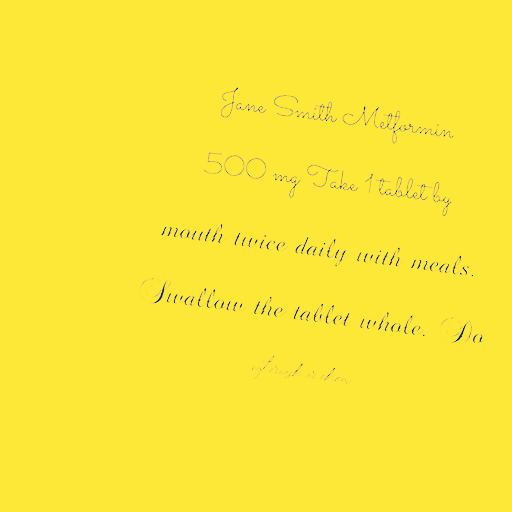 Jane Smith Metformin
500 mg Take 1 tablet by
mouth twice daily with meals.
Swallow the tablet whole. Do